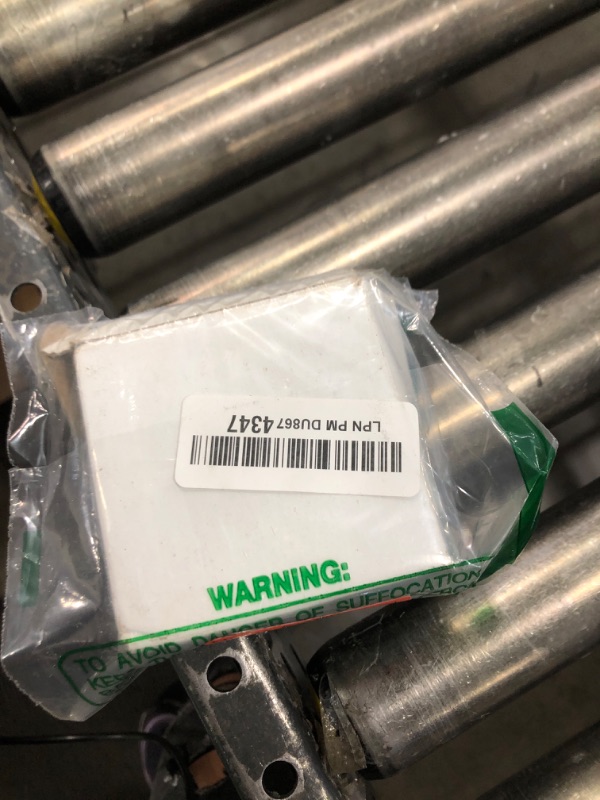 LPN PM DU867 4347
WARNING:
TO AVOID DANGER OF SUFFOCATION